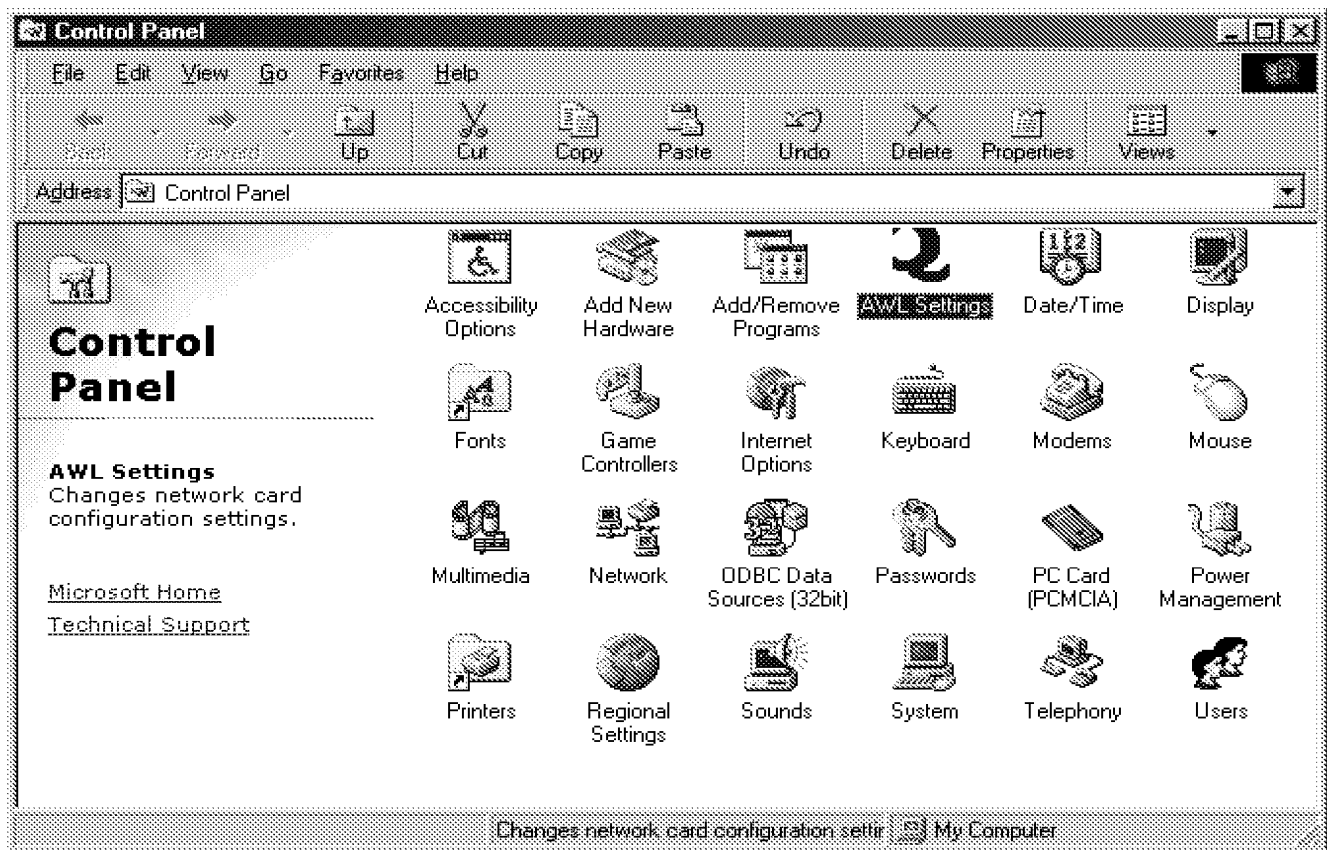 Control Panel
File Edit View Go Favorites Help
Back Forward Up Cut Copy Paste Undo Delete Properties Views
Address Control Panel
Control
Panel
AWL Settings
Changes network card
configuration settings.
Microsoft Home
Technical Support
Accessibility
Options
Add New
Hardware
Add/Remove
Programs
AWL Settings
Date/Time
Display
Fonts
Game
Controllers
Internet
Options
Keyboard
Modems
Mouse
Multimedia
Network
ODBC Data
Sources (32bit)
Passwords
PC Card
(PCMCIA)
Power
Management
Printers
Regional
Settings
Sounds
System
Telephony
Users
Changes network card configuration settir My Computer